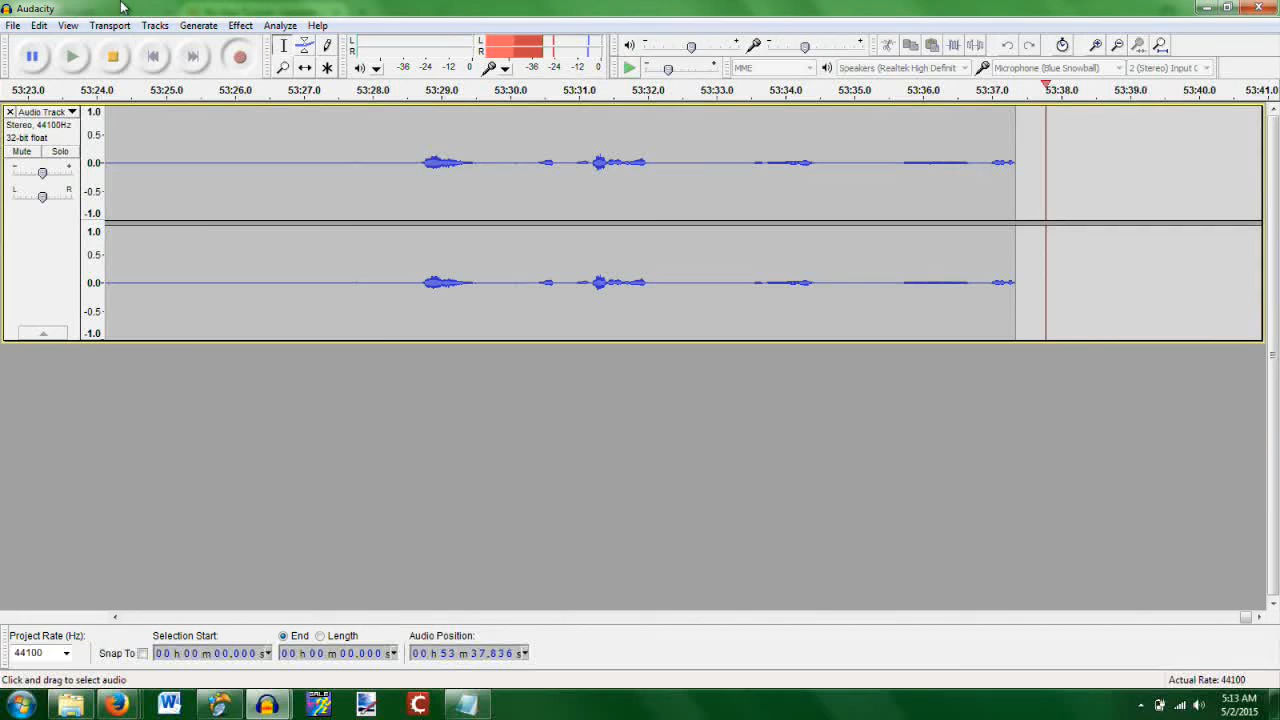 Audacity
File Edit View Transport Tracks Generate Effect Analyze Help
L R -36 -24 -12 0 L R -36 -24 -12 0
- + - +
- + MME Speakers (Realtek High Definit Microphone (Blue Snowball) 2 (Stereo) Input C
53:23.0 53:24.0 53:25.0 53:26.0 53:27.0 53:28.0 53:29.0 53:30.0 53:31.0 53:32.0 53:33.0 53:34.0 53:35.0 53:36.0 53:37.0 53:38.0 53:39.0 53:40.0 53:41.0
Audio Track
Stereo, 44100Hz
32-bit float
Mute Solo
- +
L R
1.0
0.5
0.0
-0.5
-1.0
1.0
0.5
0.0
-0.5
-1.0
Project Rate (Hz): Selection Start: End Length Audio Position:
44100 Snap To 00 h 00 m 00.000 s 00 h 00 m 00.000 s 00 h 53 m 37.836 s
Click and drag to select audio Actual Rate: 44100
SALE
5:13 AM
5/2/2015